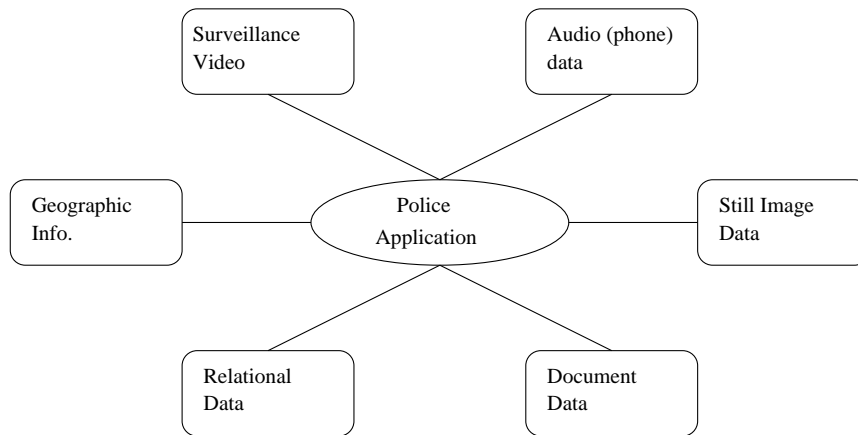 Surveillance
Video
Audio (phone)
data
Geographic
Info.
Police
Application
Still Image
Data
Relational
Data
Document
Data